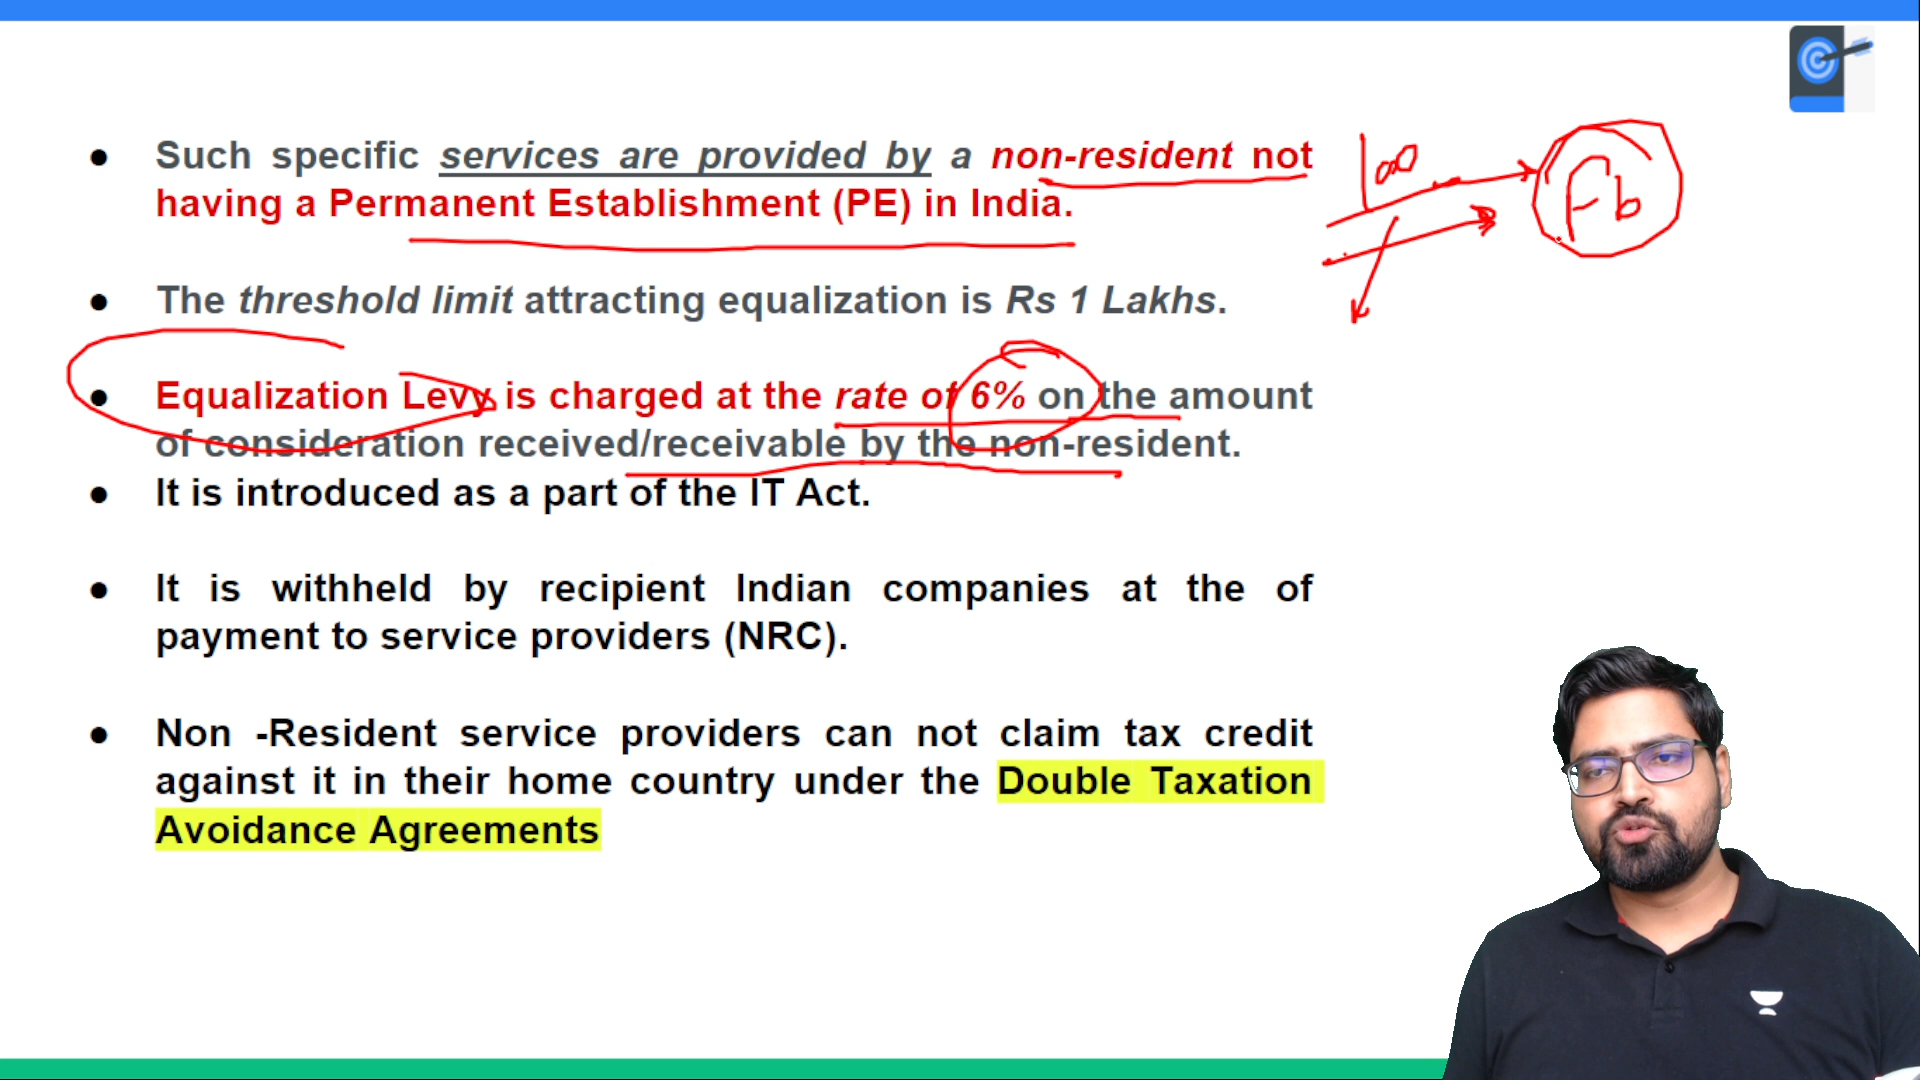 Such specific services are provided by a non-resident not
having a Permanent Establishment (PE) in India.
100
Fb
The threshold limit attracting equalization is Rs 1 Lakhs.
Equalization Levy is charged at the rate of 6% on the amount
of consideration received/receivable by the non-resident.
It is introduced as a part of the IT Act.
It is withheld by recipient Indian companies at the of
payment to service providers (NRC).
Non -Resident service providers can not claim tax credit
against it in their home country under the Double Taxation
Avoidance Agreements